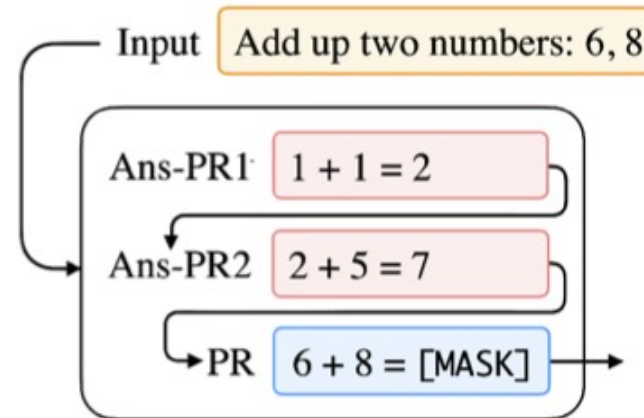 Input Add up two numbers: 6, 8
Ans-PR1 1 + 1 = 2
Ans-PR2 2 + 5 = 7
PR 6 + 8 = [MASK]